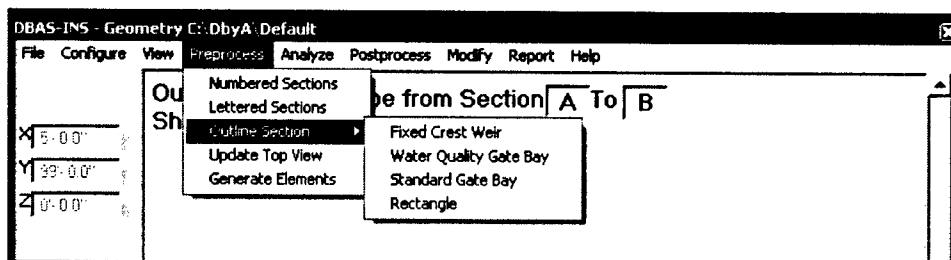 DBAS-INS - Geometry C:\DbyA\Default
File Configure View Preprocess Analyze Postprocess Modify Report Help
Numbered Sections
Lettered Sections
Outline Section
Update Top View
Generate Elements
Fixed Crest Weir
Water Quality Gate Bay
Standard Gate Bay
Rectangle
from Section A To B
X 5'-0.0"
Y 99'-0.0"
Z 0'-0.0"